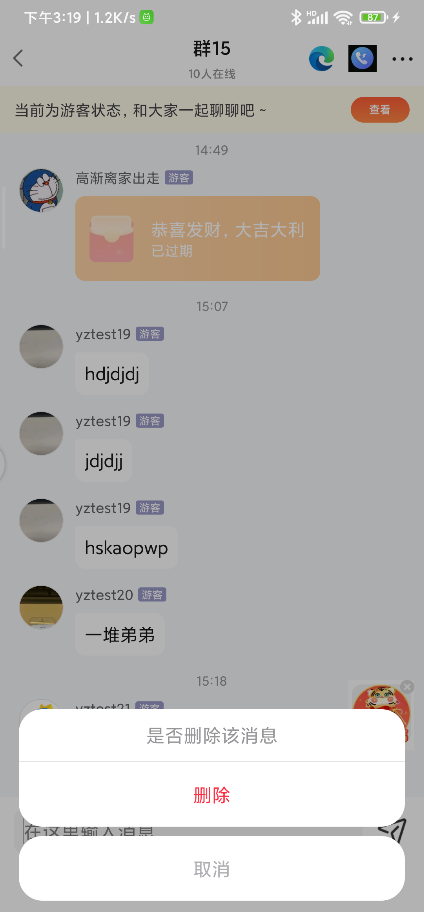 下午3:19 | 1.2K/s
HD
87
群15
10人在线
当前为游客状态，和大家一起聊聊吧 ~
查看
14:49
高渐离家出走 游客
恭喜发财，大吉大利
已过期
15:07
yztest19 游客
hdjdjdj
yztest19 游客
jdjdjj
yztest19 游客
hskaopwp
yztest20 游客
一堆弟弟
15:18
yztest21 游客
是否删除该消息
删除
在这里输入消息
取消